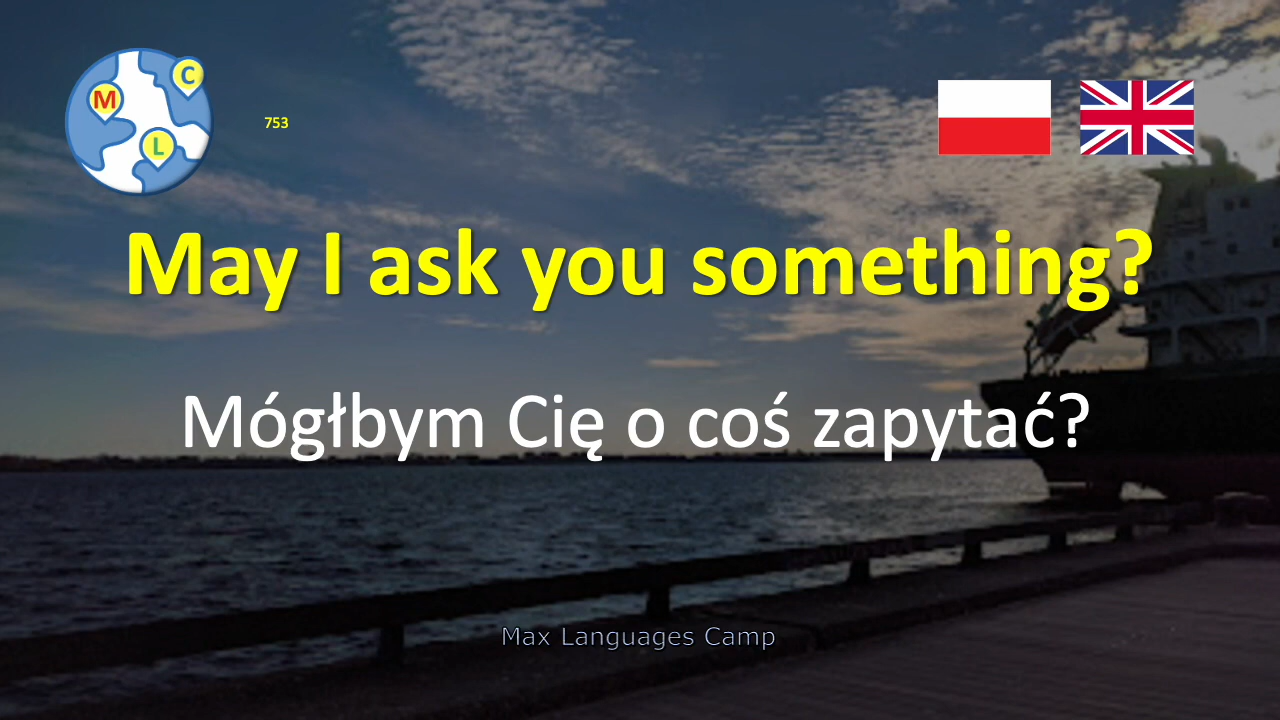 C
M
L
753
May I ask you something?
Mógłbym Cię o coś zapytać?
Max Languages Camp